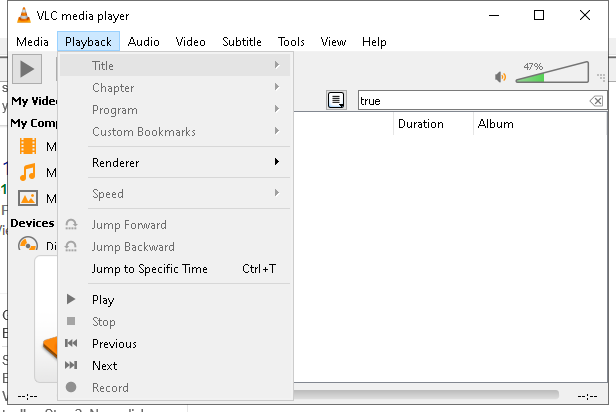 VLC media player
Media Playback Audio Video Subtitle Tools View Help
47%
true
Duration Album
My Vide
My Comp
M
M
M
Devices
Di
Title
Chapter
Program
Custom Bookmarks
Renderer
Speed
Jump Forward
Jump Backward
Jump to Specific Time Ctrl+T
Play
Stop
Previous
Next
Record
--:-- --:--